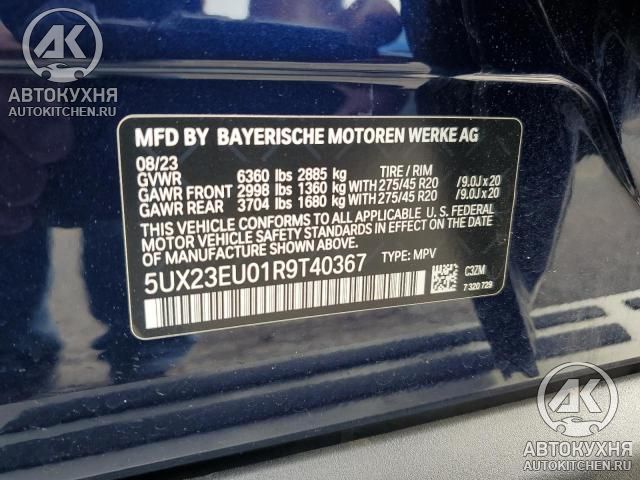 AK
АВТОКУХНЯ
AUTOKITCHEN.RU
MFD BY BAYERISCHE MOTOREN WERKE AG
08/23
GVWR 6360 lbs 2885 kg TIRE / RIM
GAWR FRONT 2998 lbs 1360 kg WITH 275/45 R20 /9.0J x 20
GAWR REAR 3704 lbs 1680 kg WITH 275/45 R20 /9.0J x 20
THIS VEHICLE CONFORMS TO ALL APPLICABLE U. S. FEDERAL
MOTOR VEHICLE SAFETY STANDARDS IN EFFECT ON THE DATE
OF MANUFACTURE SHOWN ABOVE.
5UX23EU01R9T40367 TYPE: MPV
C3ZM
7 320 729
AK
АВТОКУХНЯ
AUTOKITCHEN.RU